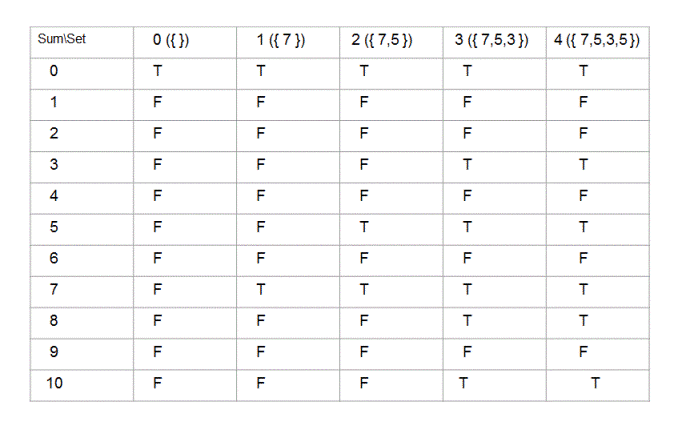 Sum\Set 0 ({ }) 1 ({ 7 }) 2 ({ 7,5 }) 3 ({ 7,5,3 }) 4 ({ 7,5,3,5 })
0 T T T T T
1 F F F F F
2 F F F F F
3 F F F T T
4 F F F F F
5 F F T T T
6 F F F F F
7 F T T T T
8 F F F T T
9 F F F F F
10 F F F T T